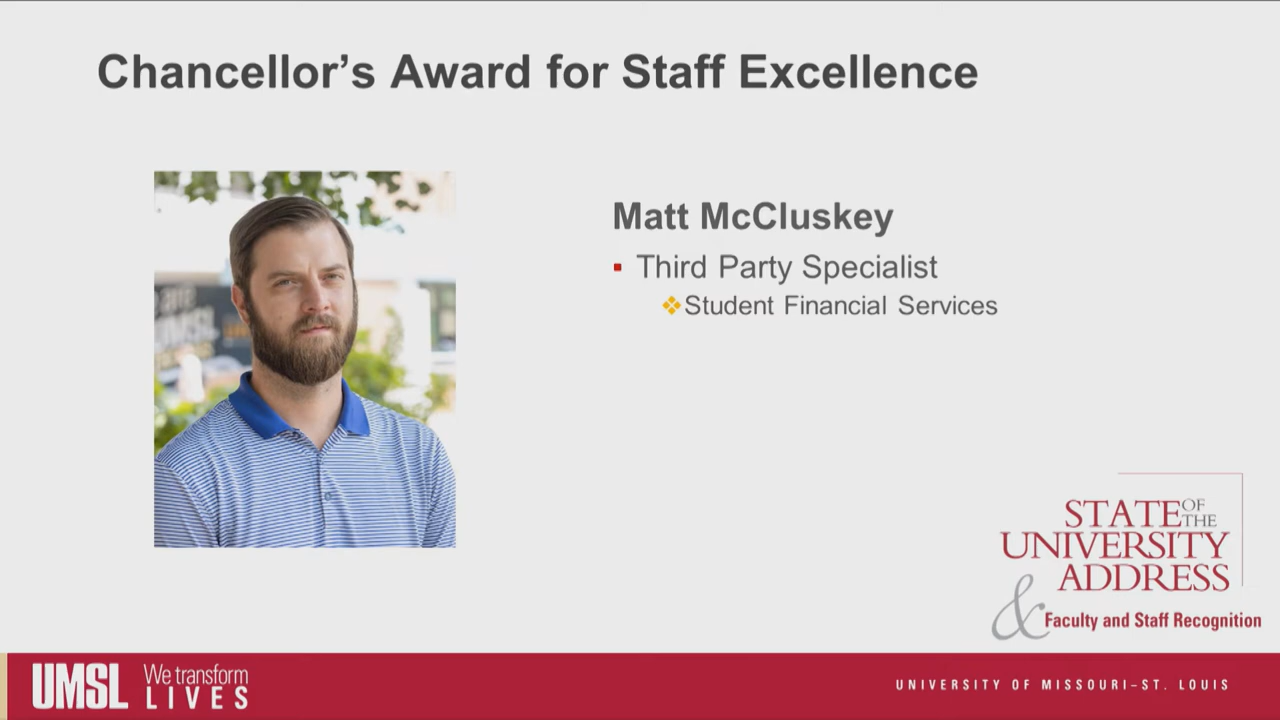 Chancellor’s Award for Staff Excellence
Matt McCluskey
Third Party Specialist
Student Financial Services
UMSL
STATE OF THE
UNIVERSITY
ADDRESS
& Faculty and Staff Recognition
UMSL
We transform
LIVES
UNIVERSITY OF MISSOURI–ST. LOUIS